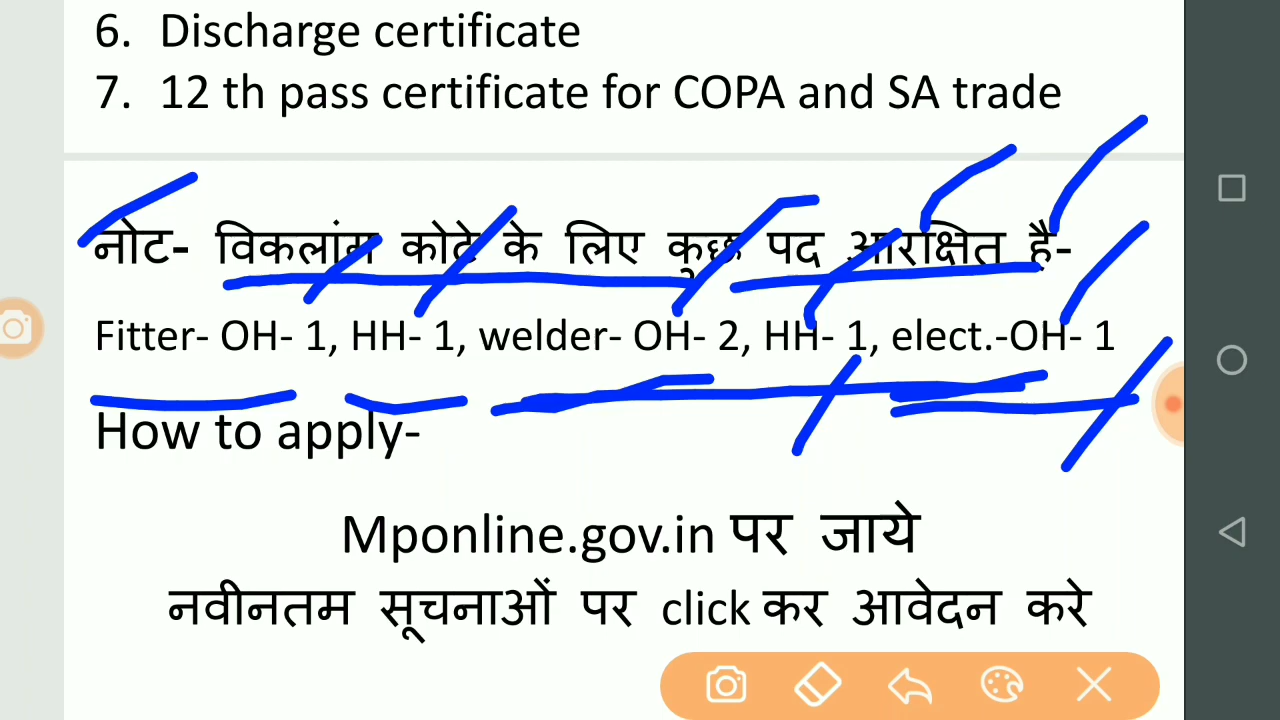 6. Discharge certificate
7. 12 th pass certificate for COPA and SA trade
नोट- विकलांग कोटे के लिए कुछ पद आरक्षित है-
Fitter- OH- 1, HH- 1, welder- OH- 2, HH- 1, elect.-OH- 1
How to apply-
Mponline.gov.in पर जाये
नवीनतम सूचनाओं पर click कर आवेदन करे